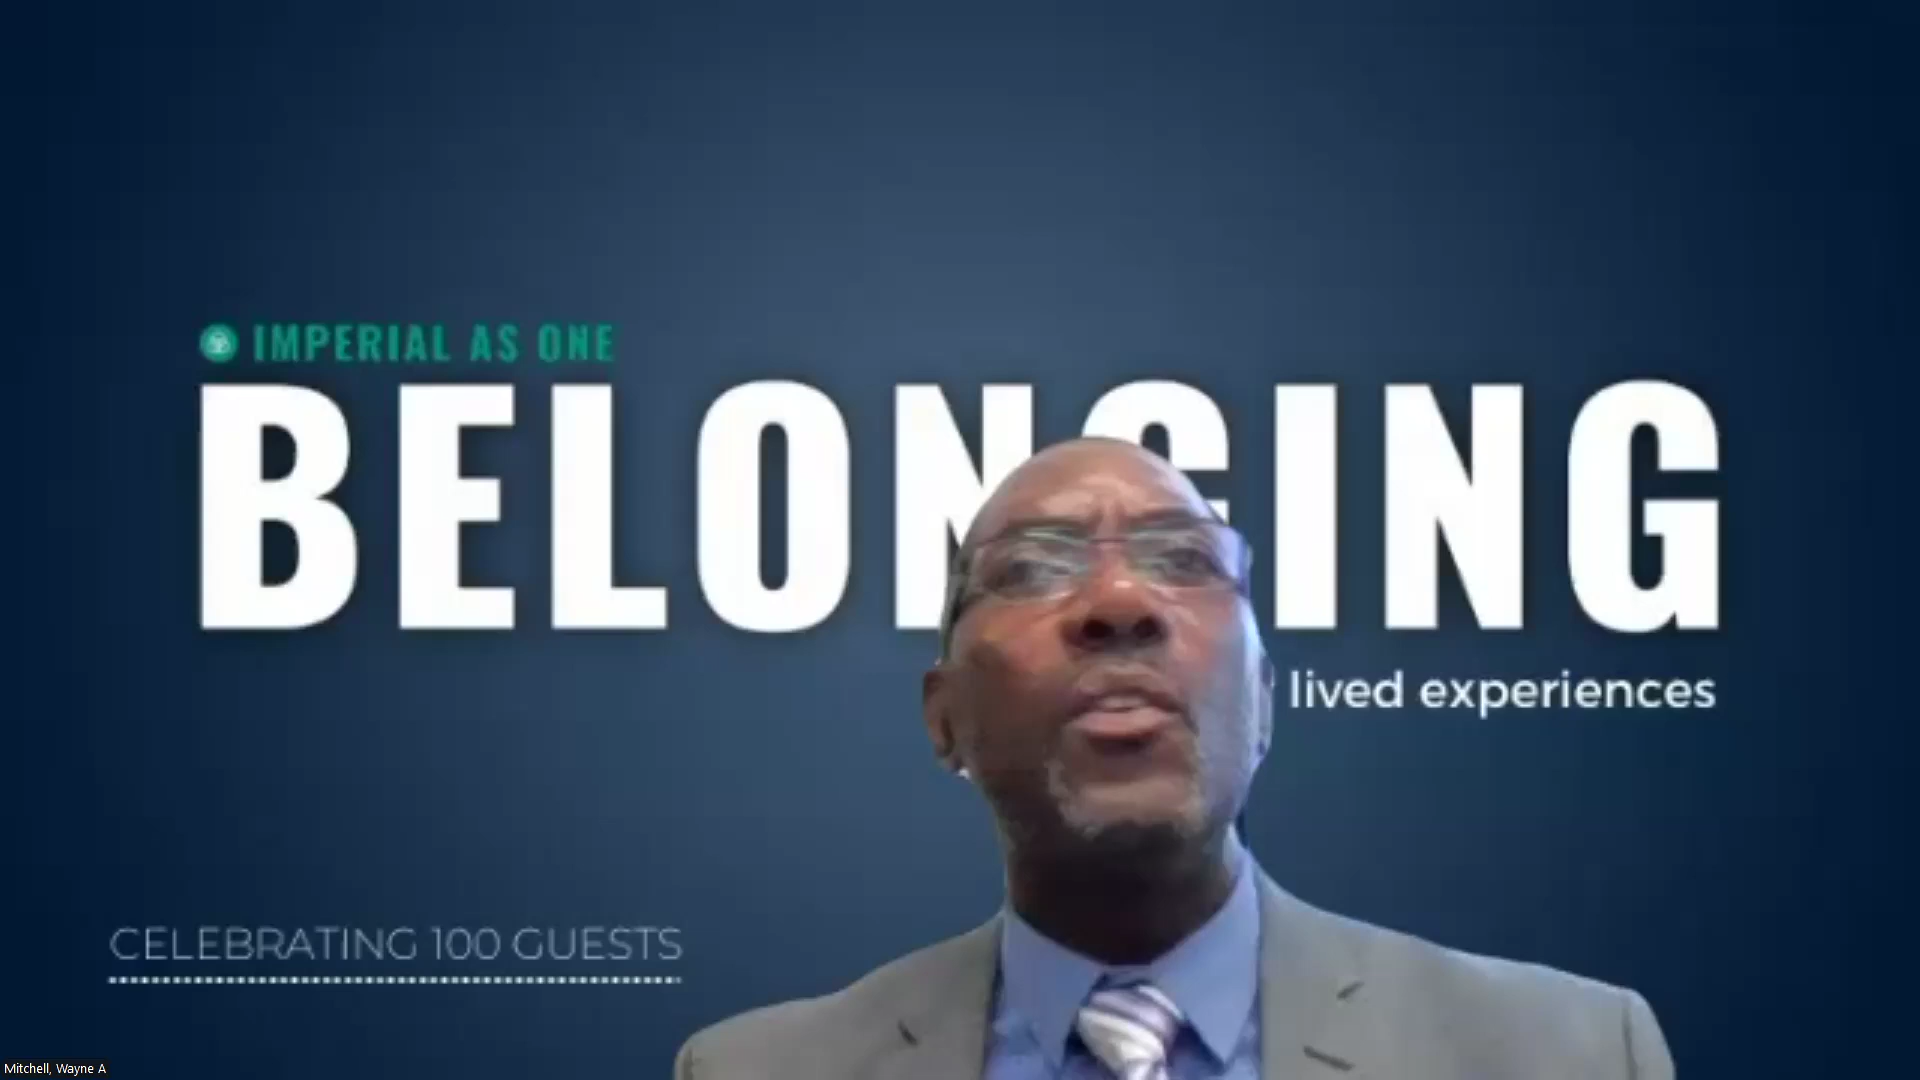 IMPERIAL AS ONE
BELONGING
lived experiences
CELEBRATING 100 GUESTS
Mitchell, Wayne A